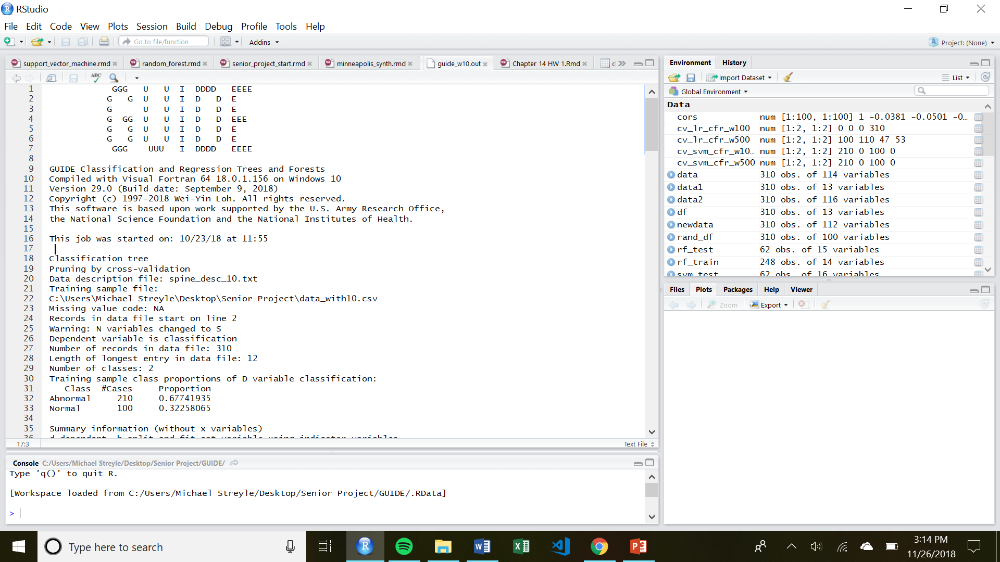 RStudio
File Edit Code View Plots Session Build Debug Profile Tools Help
Go to file/function
Addins
Project: (None)
support_vector_machine.rmd
random_forest.rmd
senior_project_start.rmd
minneapolis_synth.rmd
guide_w10.out
Chapter 14 HW 1.Rmd
ABC
1 GGG U U I DDDD EEEE
2 G G U U I D D E
3 G U U I D D E
4 G GG U U I D D EEE
5 G G U U I D D E
6 G G U U I D D E
7 GGG UUU I DDDD EEEE
8
9 GUIDE Classification and Regression Trees and Forests
10 Compiled with Visual Fortran 64 18.0.1.156 on Windows 10
11 Version 29.0 (Build date: September 9, 2018)
12 Copyright (c) 1997-2018 Wei-Yin Loh. All rights reserved.
13 This software is based upon work supported by the U.S. Army Research Office,
14 the National Science Foundation and the National Institutes of Health.
15
16 This job was started on: 10/23/18 at 11:55
17
18 Classification tree
19 Pruning by cross-validation
20 Data description file: spine_desc_10.txt
21 Training sample file:
22 C:\Users\Michael Streyle\Desktop\Senior Project\data_with10.csv
23 Missing value code: NA
24 Records in data file start on line 2
25 Warning: N variables changed to S
26 Dependent variable is classification
27 Number of records in data file: 310
28 Length of longest entry in data file: 12
29 Number of classes: 2
30 Training sample class proportions of D variable classification:
31 Class #Cases Proportion
32 Abnormal 210 0.67741935
33 Normal 100 0.32258065
34
35 Summary information (without x variables)
36 d=dependent, b=split and fit cat variable using indicator variables,
17:3
Text File
Console C:/Users/Michael Streyle/Desktop/Senior Project/GUIDE/
Type 'q()' to quit R.
[Workspace loaded from C:/Users/Michael Streyle/Desktop/Senior Project/GUIDE/.RData]
>
Environment History
Import Dataset
List
Global Environment
Data
cors num [1:100, 1:100] 1 -0.0381 -0.0501 -0…
cv_lr_cfr_w100 num [1:2, 1:2] 0 0 0 310
cv_lr_cfr_w500 num [1:2, 1:2] 100 110 47 53
cv_svm_cfr_w10… num [1:2, 1:2] 210 0 100 0
cv_svm_cfr_w500 num [1:2, 1:2] 210 0 100 0
data 310 obs. of 114 variables
data1 310 obs. of 13 variables
data2 310 obs. of 116 variables
df 310 obs. of 13 variables
newdata 310 obs. of 112 variables
rand_df 310 obs. of 100 variables
rf_test 62 obs. of 15 variables
rf_train 248 obs. of 14 variables
svm_test 62 obs. of 16 variables
Files Plots Packages Help Viewer
Zoom
Export
Type here to search
3:14 PM
11/26/2018